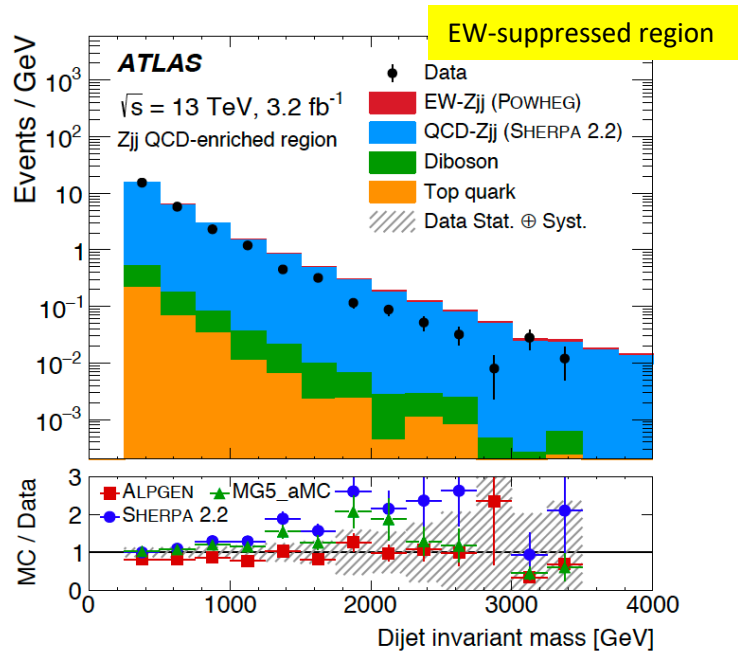 EW-suppressed region
ATLAS
√s = 13 TeV, 3.2 fb⁻¹
Zjj QCD-enriched region
Data
EW-Zjj (POWHEG)
QCD-Zjj (SHERPA 2.2)
Diboson
Top quark
Data Stat. ⊕ Syst.
Events / GeV
10³
10²
10
1
10⁻¹
10⁻²
10⁻³
ALPGEN
MG5_aMC
SHERPA 2.2
MC / Data
3
2
1
0
0
1000
2000
3000
4000
Dijet invariant mass [GeV]